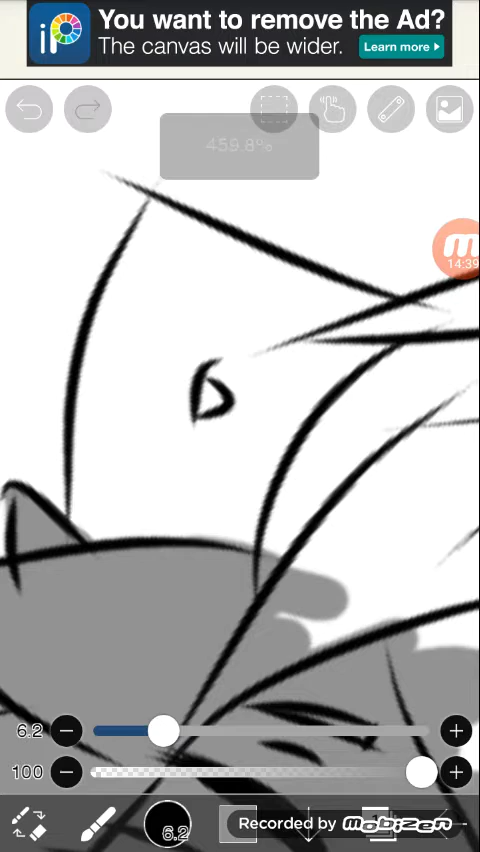 You want to remove the Ad?
The canvas will be wider.
Learn more
iP
459.8%
14:39
6.2
100
6.2
Recorded by mobizen